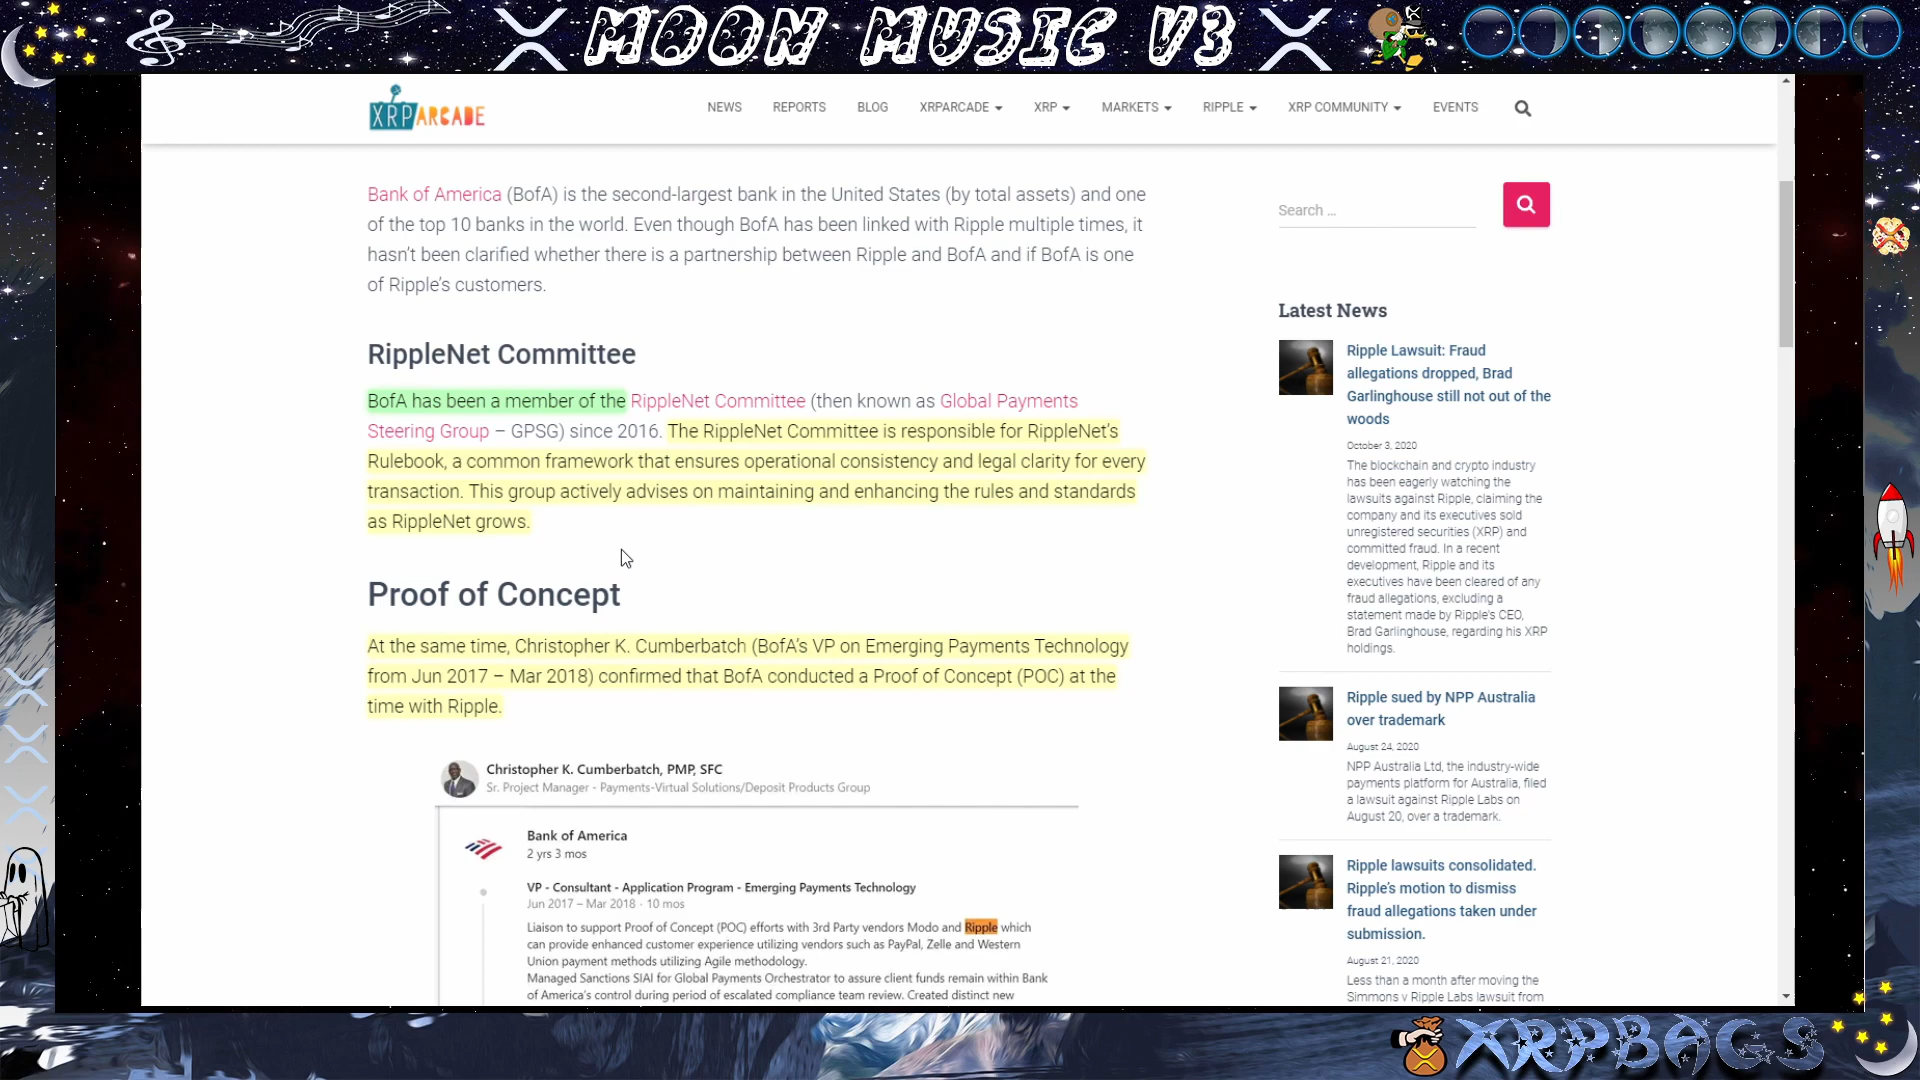 MOON MUSIC V3
XRPARCADE
NEWS REPORTS BLOG XRPARCADE XRP MARKETS RIPPLE XRP COMMUNITY EVENTS
Bank of America (BofA) is the second-largest bank in the United States (by total assets) and one
of the top 10 banks in the world. Even though BofA has been linked with Ripple multiple times, it
hasn't been clarified whether there is a partnership between Ripple and BofA and if BofA is one
of Ripple's customers.
RippleNet Committee
BofA has been a member of the RippleNet Committee (then known as Global Payments
Steering Group – GPSG) since 2016. The RippleNet Committee is responsible for RippleNet's
Rulebook, a common framework that ensures operational consistency and legal clarity for every
transaction. This group actively advises on maintaining and enhancing the rules and standards
as RippleNet grows.
Proof of Concept
At the same time, Christopher K. Cumberbatch (BofA's VP on Emerging Payments Technology
from Jun 2017 – Mar 2018) confirmed that BofA conducted a Proof of Concept (POC) at the
time with Ripple.
Christopher K. Cumberbatch, PMP, SFC
Sr. Project Manager - Payments-Virtual Solutions/Deposit Products Group
Bank of America
2 yrs 3 mos
VP - Consultant - Application Program - Emerging Payments Technology
Jun 2017 – Mar 2018 · 10 mos
Liaison to support Proof of Concept (POC) efforts with 3rd Party vendors Modo and Ripple which
can provide enhanced customer experience utilizing vendors such as PayPal, Zelle and Western
Union payment methods utilizing Agile methodology.
Managed Sanctions SIAI for Global Payments Orchestrator to assure client funds remain within Bank
of America's control during period of escalated compliance team review. Created distinct new
Search …
Latest News
Ripple Lawsuit: Fraud
allegations dropped, Brad
Garlinghouse still not out of the
woods
October 3, 2020
The blockchain and crypto industry
has been eagerly watching the
lawsuits against Ripple, claiming the
company and its executives sold
unregistered securities (XRP) and
committed fraud. In a recent
development, Ripple and its
executives have been cleared of any
fraud allegations, excluding a
statement made by Ripple's CEO,
Brad Garlinghouse, regarding his XRP
holdings.
Ripple sued by NPP Australia
over trademark
August 24, 2020
NPP Australia Ltd, the industry-wide
payments platform for Australia, filed
a lawsuit against Ripple Labs on
August 20, over a trademark.
Ripple lawsuits consolidated.
Ripple's motion to dismiss
fraud allegations taken under
submission.
August 21, 2020
Less than a month after moving the
Simmons v Ripple Labs lawsuit from
XRPBAGS